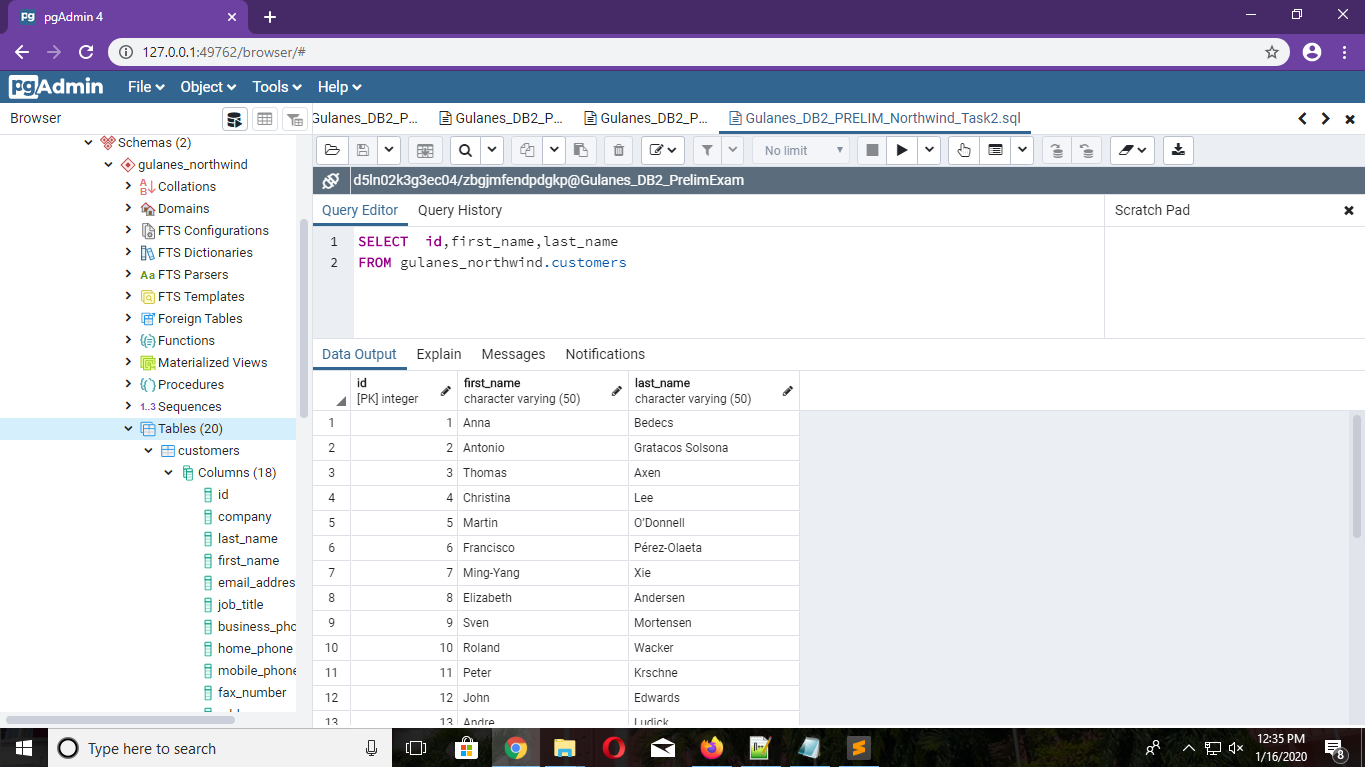 pgAdmin 4
127.0.0.1:49762/browser/#
pgAdmin
File Object Tools Help
Browser
Schemas (2)
gulanes_northwind
Collations
Domains
FTS Configurations
FTS Dictionaries
Aa FTS Parsers
FTS Templates
Foreign Tables
Functions
Materialized Views
Procedures
1..3 Sequences
Tables (20)
customers
Columns (18)
id
company
last_name
first_name
email_addres
job_title
business_pho
home_phone
mobile_phone
fax_number
Gulanes_DB2_P... Gulanes_DB2_P... Gulanes_DB2_P... Gulanes_DB2_PRELIM_Northwind_Task2.sql
No limit
d5ln02k3g3ec04/zbgjmfendpdgkp@Gulanes_DB2_PrelimExam
Query Editor Query History
Scratch Pad
1 SELECT id,first_name,last_name
2 FROM gulanes_northwind.customers
Data Output Explain Messages Notifications
id first_name last_name
[PK] integer character varying (50) character varying (50)
1 1 Anna Bedecs
2 2 Antonio Gratacos Solsona
3 3 Thomas Axen
4 4 Christina Lee
5 5 Martin O'Donnell
6 6 Francisco Pérez-Olaeta
7 7 Ming-Yang Xie
8 8 Elizabeth Andersen
9 9 Sven Mortensen
10 10 Roland Wacker
11 11 Peter Krschne
12 12 John Edwards
13 13 Andre Ludick
Type here to search
12:35 PM
1/16/2020
8